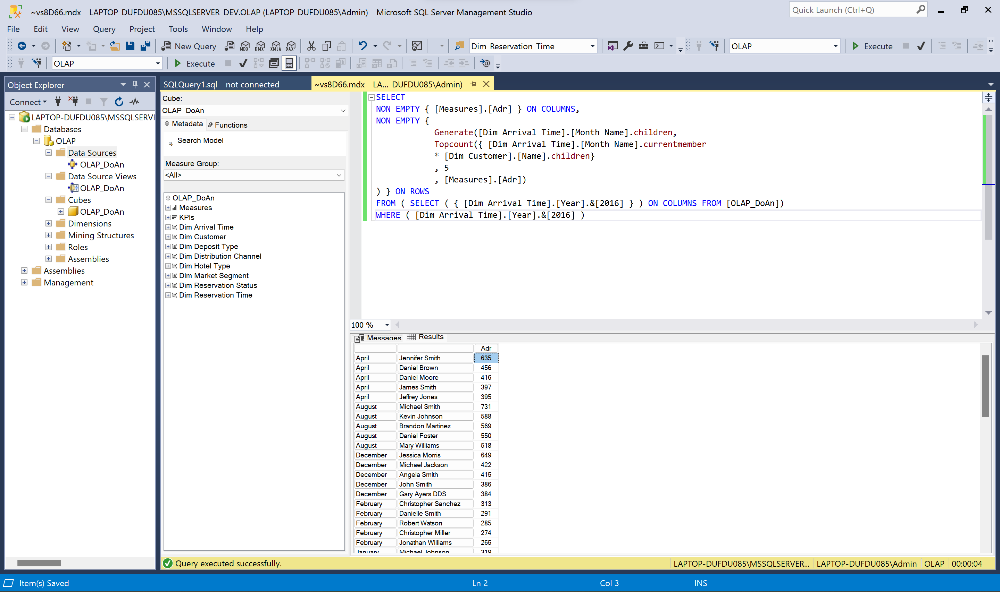 ~vs8D66.mdx - LAPTOP-DUFDU085\MSSQLSERVER_DEV.OLAP (LAPTOP-DUFDU085\Admin) - Microsoft SQL Server Management Studio
Quick Launch (Ctrl+Q)
File Edit View Query Project Tools Window Help
New Query MDX DMX XMLA DAX Dim-Reservation-Time OLAP Execute
OLAP Execute
Object Explorer
Connect
LAPTOP-DUFDU085\MSSQLSERV
Databases
OLAP
Data Sources
OLAP_DoAn
Data Source Views
OLAP_DoAn
Cubes
OLAP_DoAn
Dimensions
Mining Structures
Roles
Assemblies
Assemblies
Management
SQLQuery1.sql - not connected
~vs8D66.mdx - LA...-DUFDU085\Admin)
Cube:
OLAP_DoAn
Metadata Functions
Search Model
Measure Group:
<All>
OLAP_DoAn
Measures
KPIs
Dim Arrival Time
Dim Customer
Dim Deposit Type
Dim Distribution Channel
Dim Hotel Type
Dim Market Segment
Dim Reservation Status
Dim Reservation Time
SELECT
NON EMPTY { [Measures].[Adr] } ON COLUMNS,
NON EMPTY {
Generate([Dim Arrival Time].[Month Name].children,
Topcount({ [Dim Arrival Time].[Month Name].currentmember
* [Dim Customer].[Name].children}
, 5
, [Measures].[Adr])
) } ON ROWS
FROM ( SELECT ( { [Dim Arrival Time].[Year].&[2016] } ) ON COLUMNS FROM [OLAP_DoAn])
WHERE ( [Dim Arrival Time].[Year].&[2016] )
100 %
Messages Results
Adr
April Jennifer Smith 635
April Daniel Brown 456
April Daniel Moore 416
April James Smith 397
April Jeffrey Jones 395
August Michael Smith 731
August Kevin Johnson 588
August Brandon Martinez 569
August Daniel Foster 550
August Mary Williams 518
December Jessica Morris 649
December Michael Jackson 422
December Angela Smith 415
December John Smith 386
December Gary Ayers DDS 384
February Christopher Sanchez 313
February Danielle Smith 291
February Robert Watson 285
February Christopher Miller 274
February Jonathan Williams 265
January Michael Johnson 319
Query executed successfully.
LAPTOP-DUFDU085\MSSQLSERVER... LAPTOP-DUFDU085\Admin OLAP 00:00:04
Item(s) Saved Ln 2 Col 3 INS